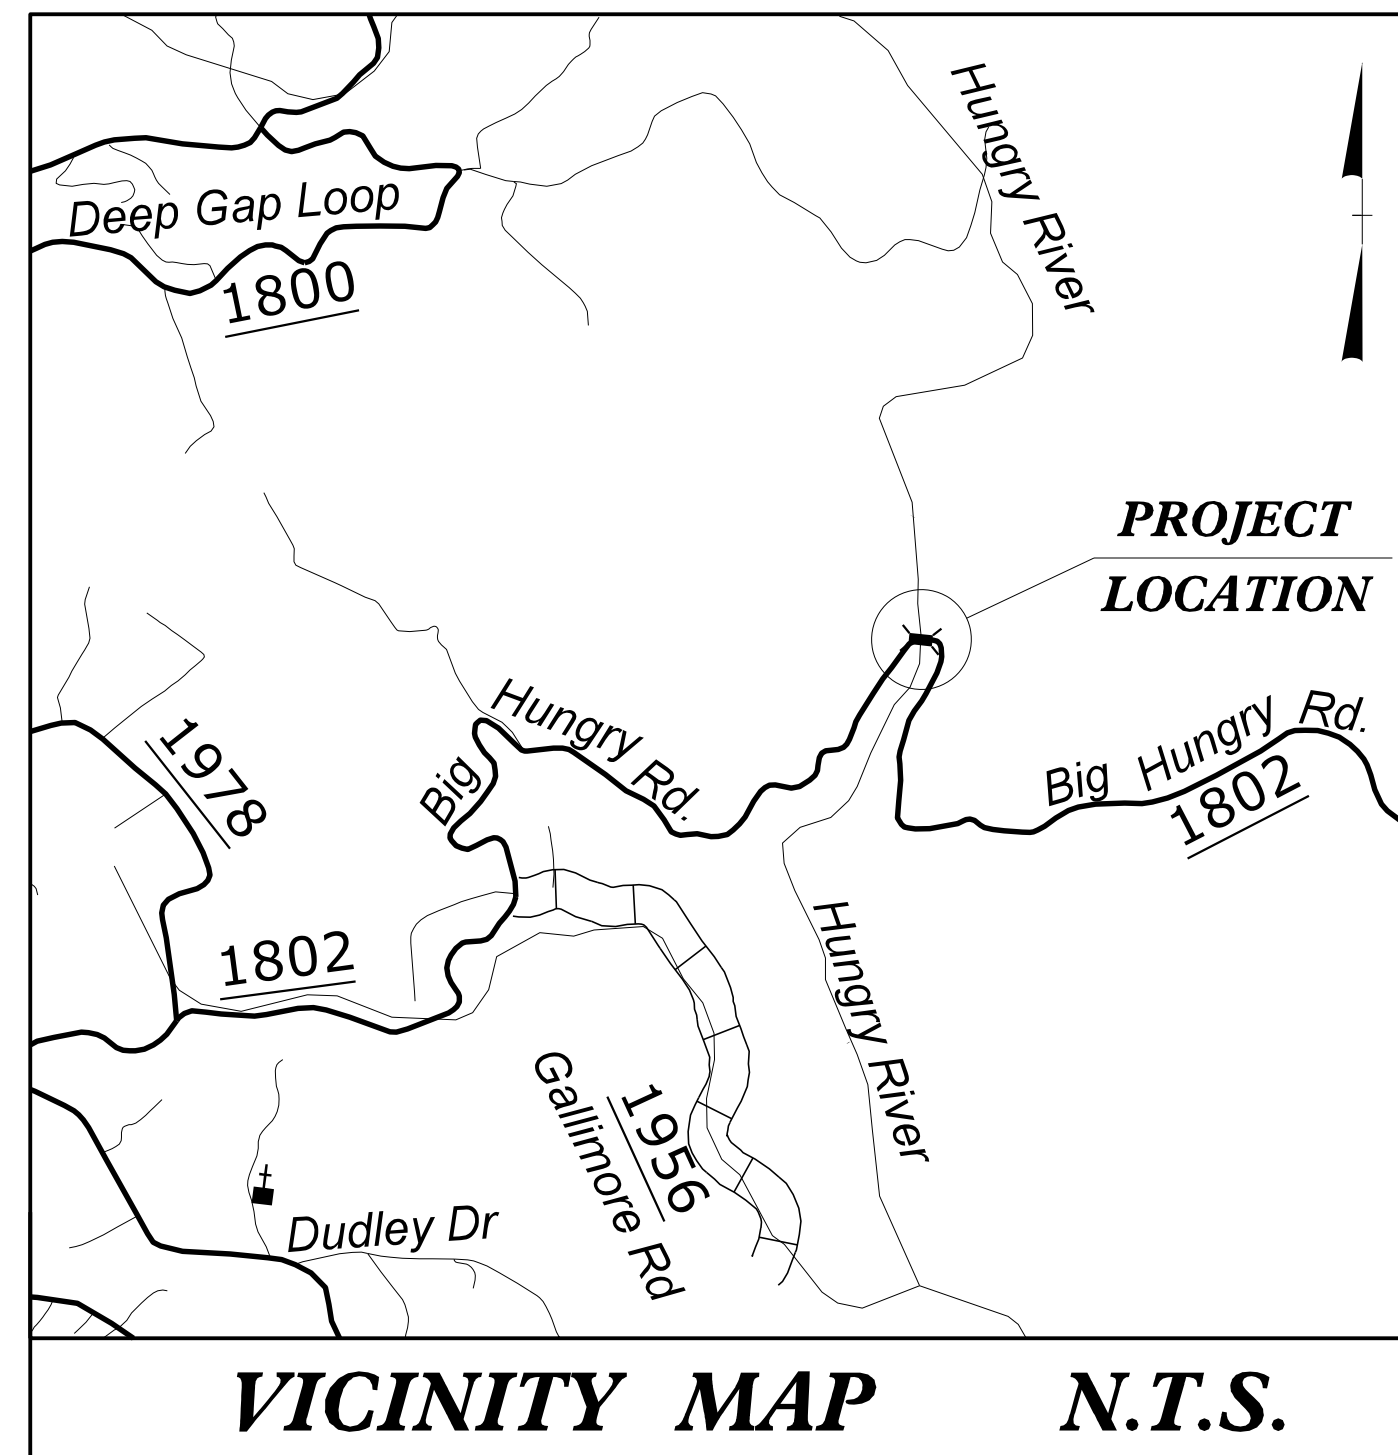 Hungry River
Deep Gap Loop
1800
PROJECT
LOCATION
Big Hungry Rd.
1978
Big Hungry Rd.
1802
1802
Hungry River
Gallimore Rd
1956
Dudley Dr
VICINITY MAP N.T.S.